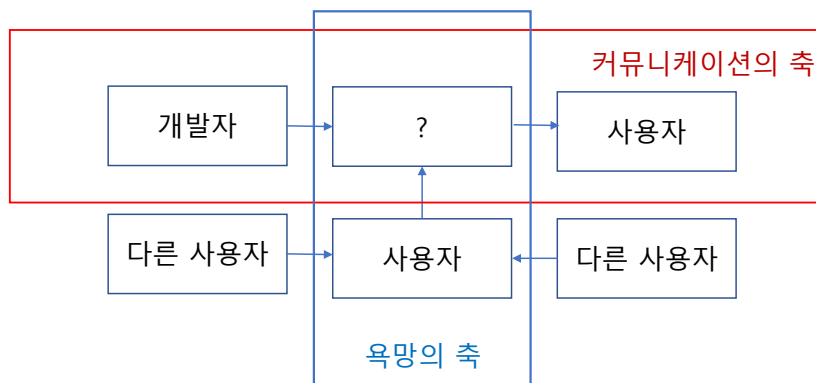 커뮤니케이션의 축
개발자
?
사용자
다른 사용자
사용자
다른 사용자
욕망의 축